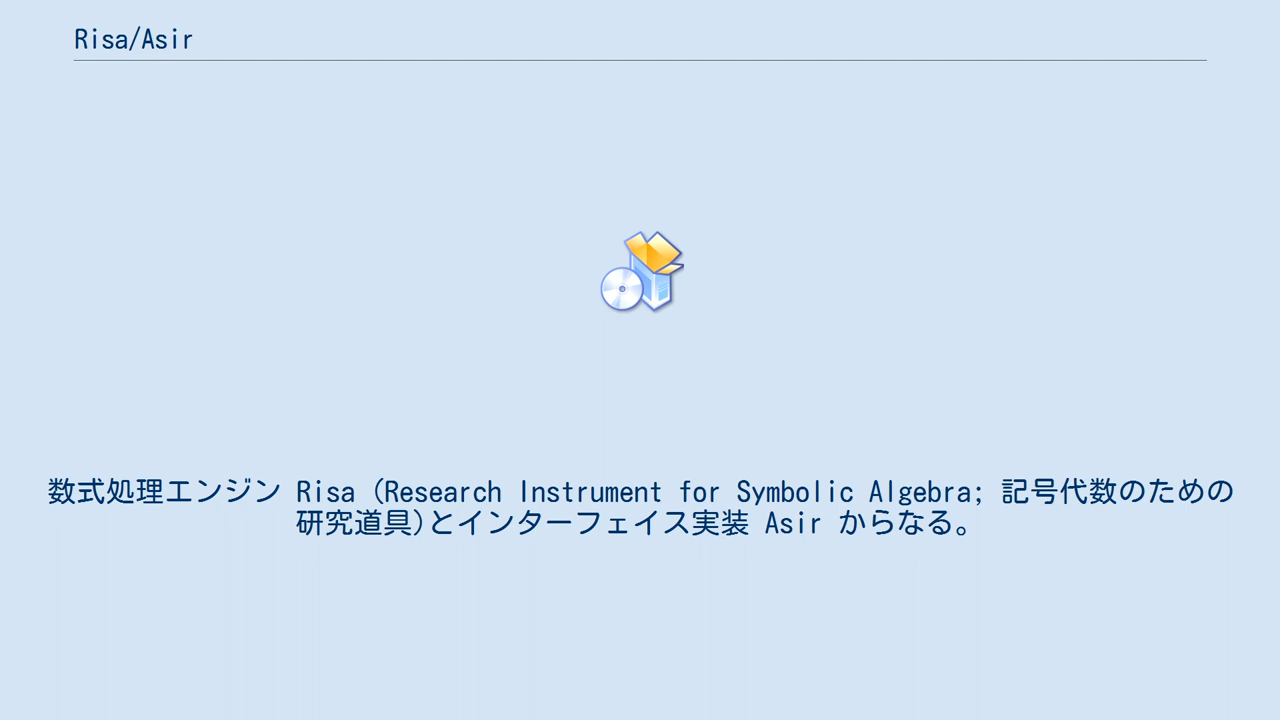 Risa/Asir
数式処理エンジン Risa (Research Instrument for Symbolic Algebra; 記号代数のための
研究道具)とインターフェイス実装 Asir からなる。